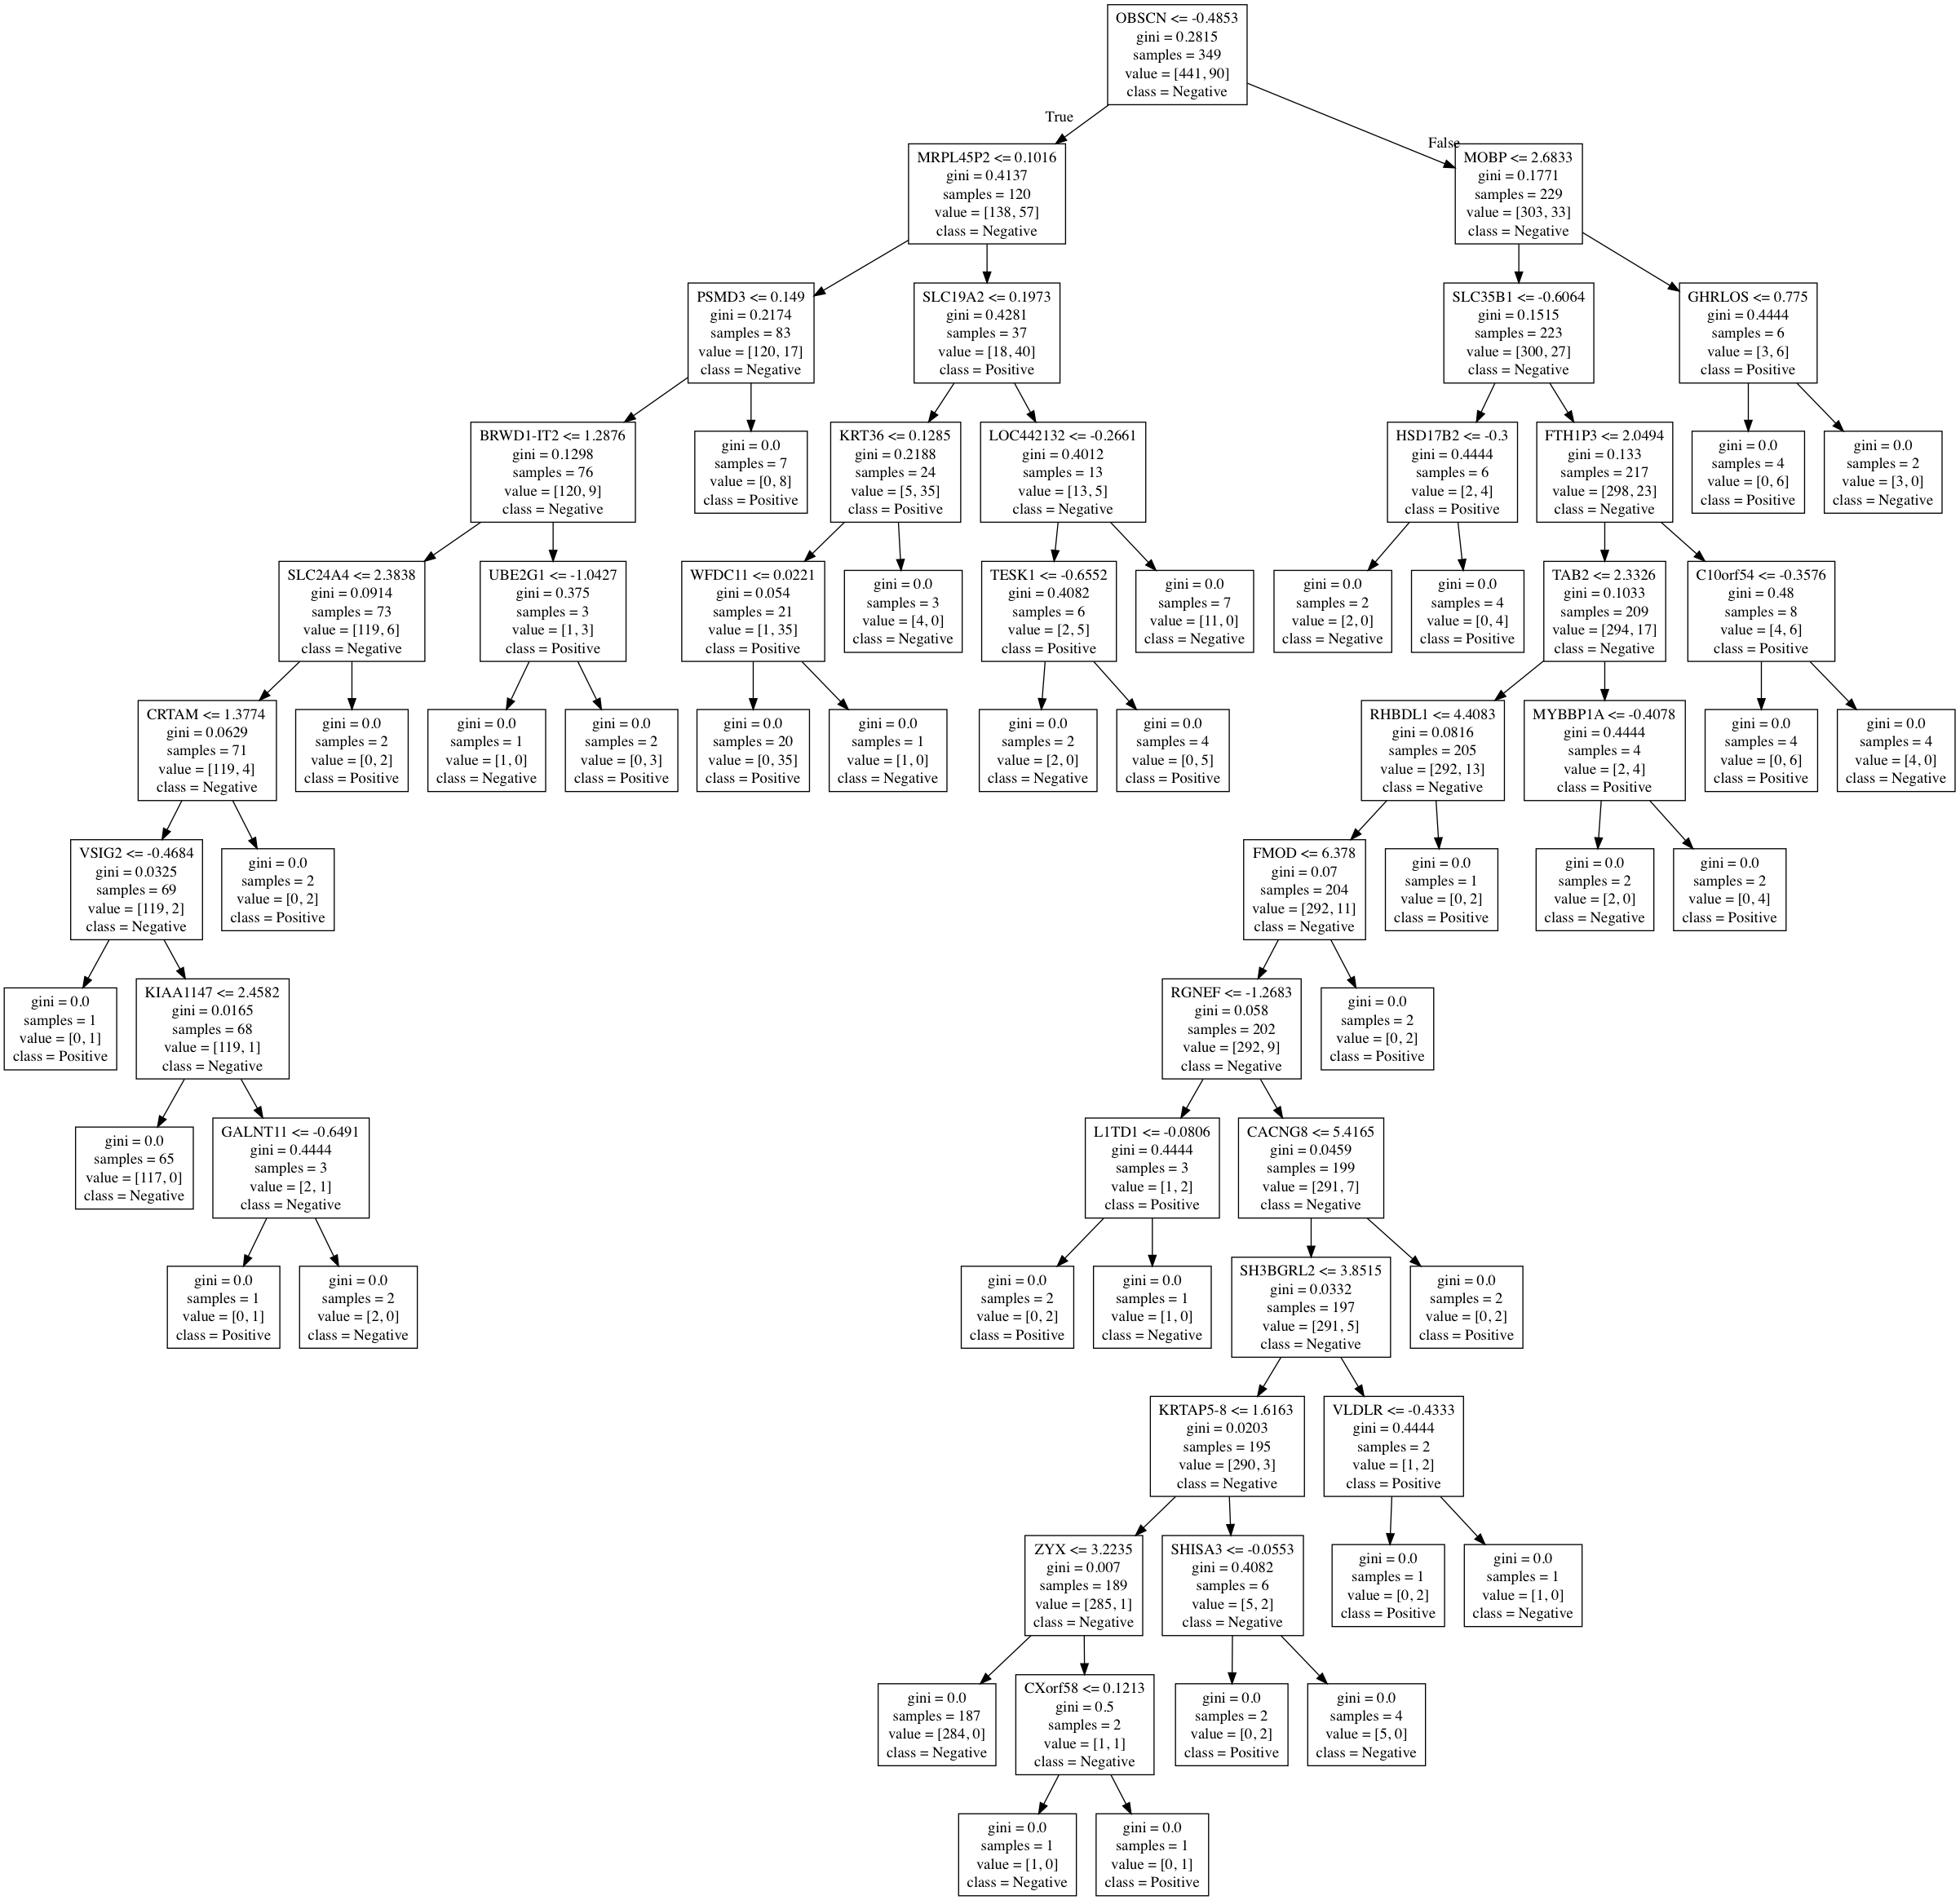 OBSCN <= -0.4853
gini = 0.2815
samples = 349
value = [441, 90]
class = Negative
True
False
MRPL45P2 <= 0.1016
gini = 0.4137
samples = 120
value = [138, 57]
class = Negative
MOBP <= 2.6833
gini = 0.1771
samples = 229
value = [303, 33]
class = Negative
PSMD3 <= 0.149
gini = 0.2174
samples = 83
value = [120, 17]
class = Negative
SLC19A2 <= 0.1973
gini = 0.4281
samples = 37
value = [18, 40]
class = Positive
SLC35B1 <= -0.6064
gini = 0.1515
samples = 223
value = [300, 27]
class = Negative
GHRLOS <= 0.775
gini = 0.4444
samples = 6
value = [3, 6]
class = Positive
BRWD1-IT2 <= 1.2876
gini = 0.1298
samples = 76
value = [120, 9]
class = Negative
gini = 0.0
samples = 7
value = [0, 8]
class = Positive
KRT36 <= 0.1285
gini = 0.2188
samples = 24
value = [5, 35]
class = Positive
LOC442132 <= -0.2661
gini = 0.4012
samples = 13
value = [13, 5]
class = Negative
HSD17B2 <= -0.3
gini = 0.4444
samples = 6
value = [2, 4]
class = Positive
FTH1P3 <= 2.0494
gini = 0.133
samples = 217
value = [298, 23]
class = Negative
gini = 0.0
samples = 4
value = [0, 6]
class = Positive
gini = 0.0
samples = 2
value = [3, 0]
class = Negative
SLC24A4 <= 2.3838
gini = 0.0914
samples = 73
value = [119, 6]
class = Negative
UBE2G1 <= -1.0427
gini = 0.375
samples = 3
value = [1, 3]
class = Positive
WFDC11 <= 0.0221
gini = 0.054
samples = 21
value = [1, 35]
class = Positive
gini = 0.0
samples = 3
value = [4, 0]
class = Negative
TESK1 <= -0.6552
gini = 0.4082
samples = 6
value = [2, 5]
class = Positive
gini = 0.0
samples = 7
value = [11, 0]
class = Negative
gini = 0.0
samples = 2
value = [2, 0]
class = Negative
gini = 0.0
samples = 4
value = [0, 4]
class = Positive
TAB2 <= 2.3326
gini = 0.1033
samples = 209
value = [294, 17]
class = Negative
C10orf54 <= -0.3576
gini = 0.48
samples = 8
value = [4, 6]
class = Positive
CRTAM <= 1.3774
gini = 0.0629
samples = 71
value = [119, 4]
class = Negative
gini = 0.0
samples = 2
value = [0, 2]
class = Positive
gini = 0.0
samples = 1
value = [1, 0]
class = Negative
gini = 0.0
samples = 2
value = [0, 3]
class = Positive
gini = 0.0
samples = 20
value = [0, 35]
class = Positive
gini = 0.0
samples = 1
value = [1, 0]
class = Negative
gini = 0.0
samples = 2
value = [2, 0]
class = Negative
gini = 0.0
samples = 4
value = [0, 5]
class = Positive
RHBDL1 <= 4.4083
gini = 0.0816
samples = 205
value = [292, 13]
class = Negative
MYBBP1A <= -0.4078
gini = 0.4444
samples = 4
value = [2, 4]
class = Positive
gini = 0.0
samples = 4
value = [0, 6]
class = Positive
gini = 0.0
samples = 4
value = [4, 0]
class = Negative
VSIG2 <= -0.4684
gini = 0.0325
samples = 69
value = [119, 2]
class = Negative
gini = 0.0
samples = 2
value = [0, 2]
class = Positive
FMOD <= 6.378
gini = 0.07
samples = 204
value = [292, 11]
class = Negative
gini = 0.0
samples = 1
value = [0, 2]
class = Positive
gini = 0.0
samples = 2
value = [2, 0]
class = Negative
gini = 0.0
samples = 2
value = [0, 4]
class = Positive
gini = 0.0
samples = 1
value = [0, 1]
class = Positive
KIAA1147 <= 2.4582
gini = 0.0165
samples = 68
value = [119, 1]
class = Negative
RGNEF <= -1.2683
gini = 0.058
samples = 202
value = [292, 9]
class = Negative
gini = 0.0
samples = 2
value = [0, 2]
class = Positive
gini = 0.0
samples = 65
value = [117, 0]
class = Negative
GALNT11 <= -0.6491
gini = 0.4444
samples = 3
value = [2, 1]
class = Negative
L1TD1 <= -0.0806
gini = 0.4444
samples = 3
value = [1, 2]
class = Positive
CACNG8 <= 5.4165
gini = 0.0459
samples = 199
value = [291, 7]
class = Negative
gini = 0.0
samples = 1
value = [0, 1]
class = Positive
gini = 0.0
samples = 2
value = [2, 0]
class = Negative
gini = 0.0
samples = 2
value = [0, 2]
class = Positive
gini = 0.0
samples = 1
value = [1, 0]
class = Negative
SH3BGRL2 <= 3.8515
gini = 0.0332
samples = 197
value = [291, 5]
class = Negative
gini = 0.0
samples = 2
value = [0, 2]
class = Positive
KRTAP5-8 <= 1.6163
gini = 0.0203
samples = 195
value = [290, 3]
class = Negative
VLDLR <= -0.4333
gini = 0.4444
samples = 2
value = [1, 2]
class = Positive
ZYX <= 3.2235
gini = 0.007
samples = 189
value = [285, 1]
class = Negative
SHISA3 <= -0.0553
gini = 0.4082
samples = 6
value = [5, 2]
class = Negative
gini = 0.0
samples = 1
value = [0, 2]
class = Positive
gini = 0.0
samples = 1
value = [1, 0]
class = Negative
gini = 0.0
samples = 187
value = [284, 0]
class = Negative
CXorf58 <= 0.1213
gini = 0.5
samples = 2
value = [1, 1]
class = Negative
gini = 0.0
samples = 2
value = [0, 2]
class = Positive
gini = 0.0
samples = 4
value = [5, 0]
class = Negative
gini = 0.0
samples = 1
value = [1, 0]
class = Negative
gini = 0.0
samples = 1
value = [0, 1]
class = Positive